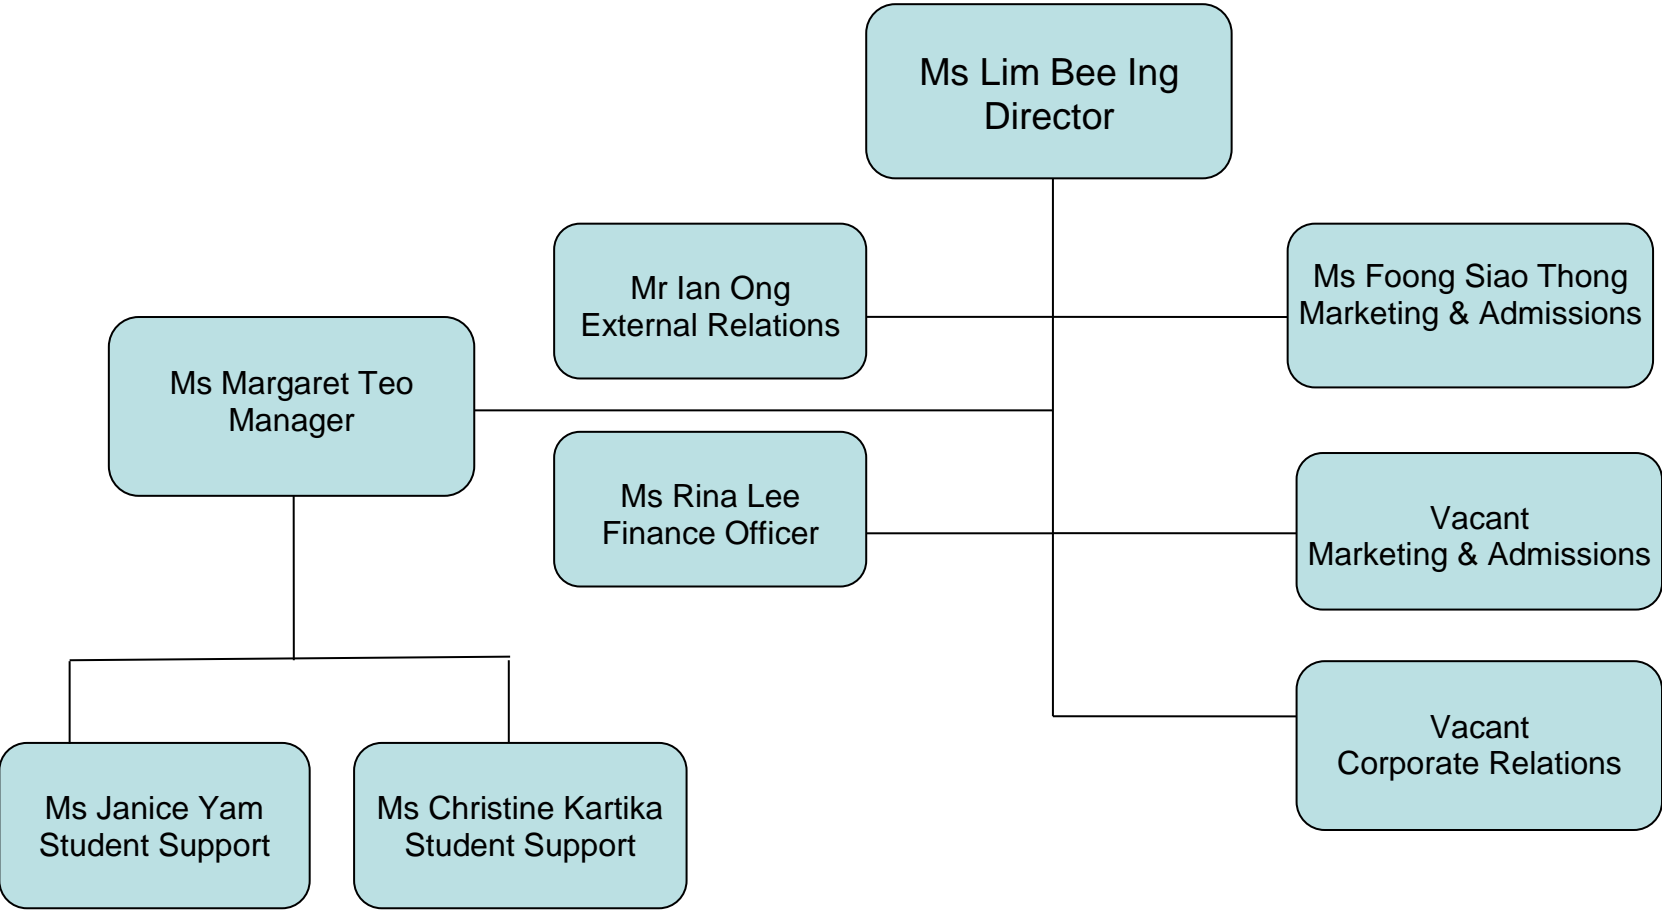 Ms Lim Bee Ing
Director
Mr Ian Ong
External Relations
Ms Foong Siao Thong
Marketing & Admissions
Ms Margaret Teo
Manager
Ms Rina Lee
Finance Officer
Vacant
Marketing & Admissions
Vacant
Corporate Relations
Ms Janice Yam
Student Support
Ms Christine Kartika
Student Support